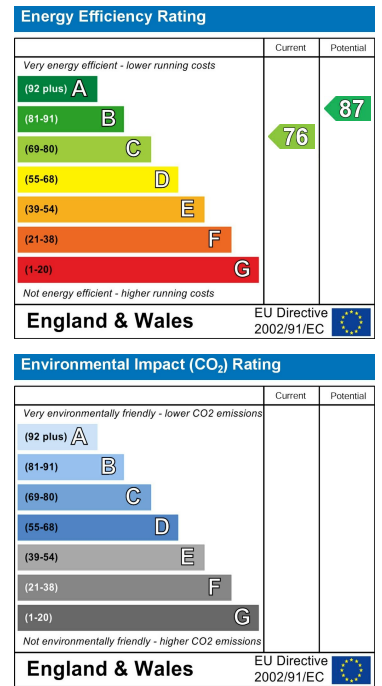 Energy Efficiency Rating
Current Potential
Very energy efficient - lower running costs
(92 plus) A
(81-91) B
(69-80) C
(55-68) D
(39-54) E
(21-38) F
(1-20) G
76
87
Not energy efficient - higher running costs
England & Wales
EU Directive
2002/91/EC
Environmental Impact (CO₂) Rating
Current Potential
Very environmentally friendly - lower CO2 emissions
(92 plus) A
(81-91) B
(69-80) C
(55-68) D
(39-54) E
(21-38) F
(1-20) G
Not environmentally friendly - higher CO2 emissions
England & Wales
EU Directive
2002/91/EC